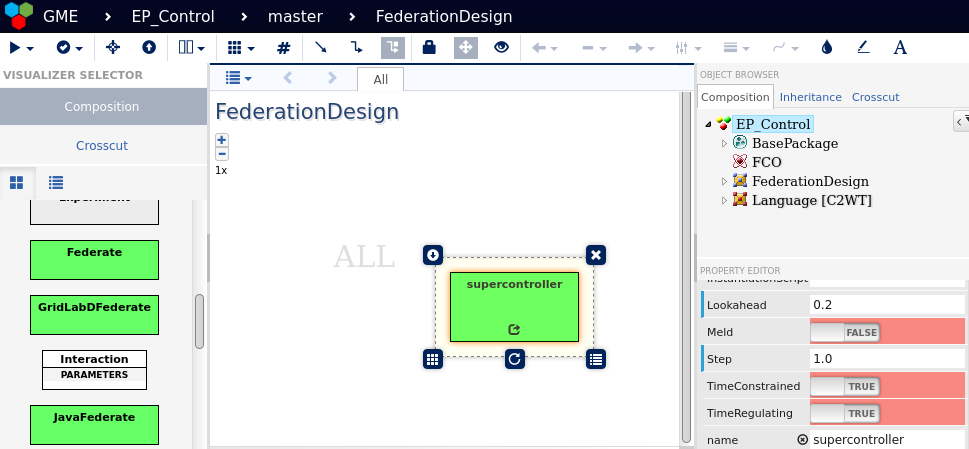 GME > EP_Control > master > FederationDesign
VISUALIZER SELECTOR
Composition
Crosscut
Experiment
Federate
GridLabDFederate
Interaction
PARAMETERS
JavaFederate
All
FederationDesign
+
−
1x
ALL
supercontroller
OBJECT BROWSER
Composition Inheritance Crosscut
EP_Control
BasePackage
FCO
FederationDesign
Language [C2WT]
PROPERTY EDITOR
InstantiationScript
Lookahead 0.2
Meld FALSE
Step 1.0
TimeConstrained TRUE
TimeRegulating TRUE
name supercontroller